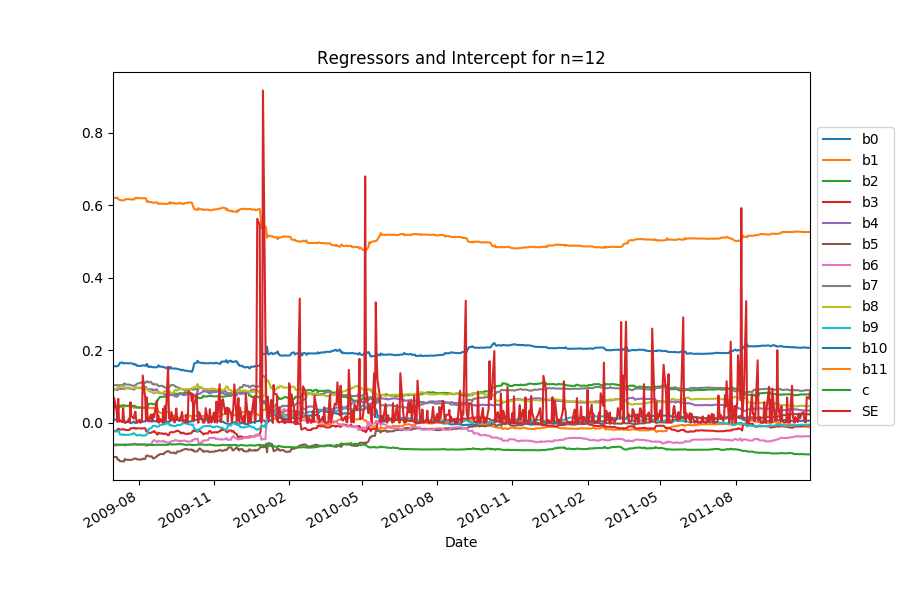 Regressors and Intercept for n=12
0.8
0.6
0.4
0.2
0.0
2009-08
2009-11
2010-02
2010-05
2010-08
2010-11
2011-02
2011-05
2011-08
Date
b0
b1
b2
b3
b4
b5
b6
b7
b8
b9
b10
b11
c
SE